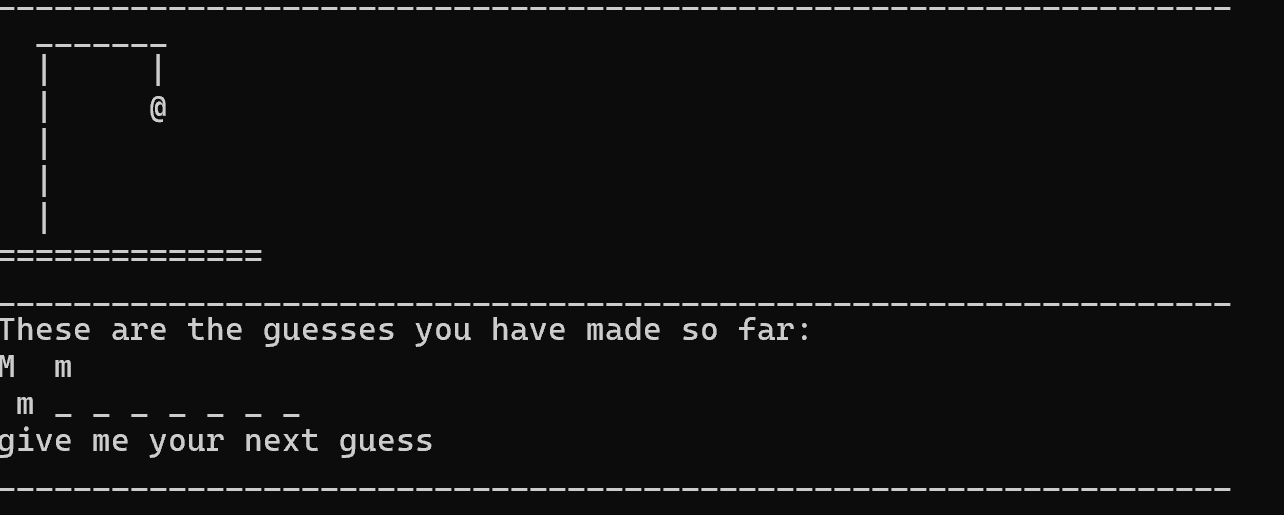 -----------------------------------------------------------------
  _______
  |     |
  |     @
  |
  |
  |
==============
-----------------------------------------------------------------
These are the guesses you have made so far:
M  m
 m _ _ _ _ _ _ _
give me your next guess
-----------------------------------------------------------------